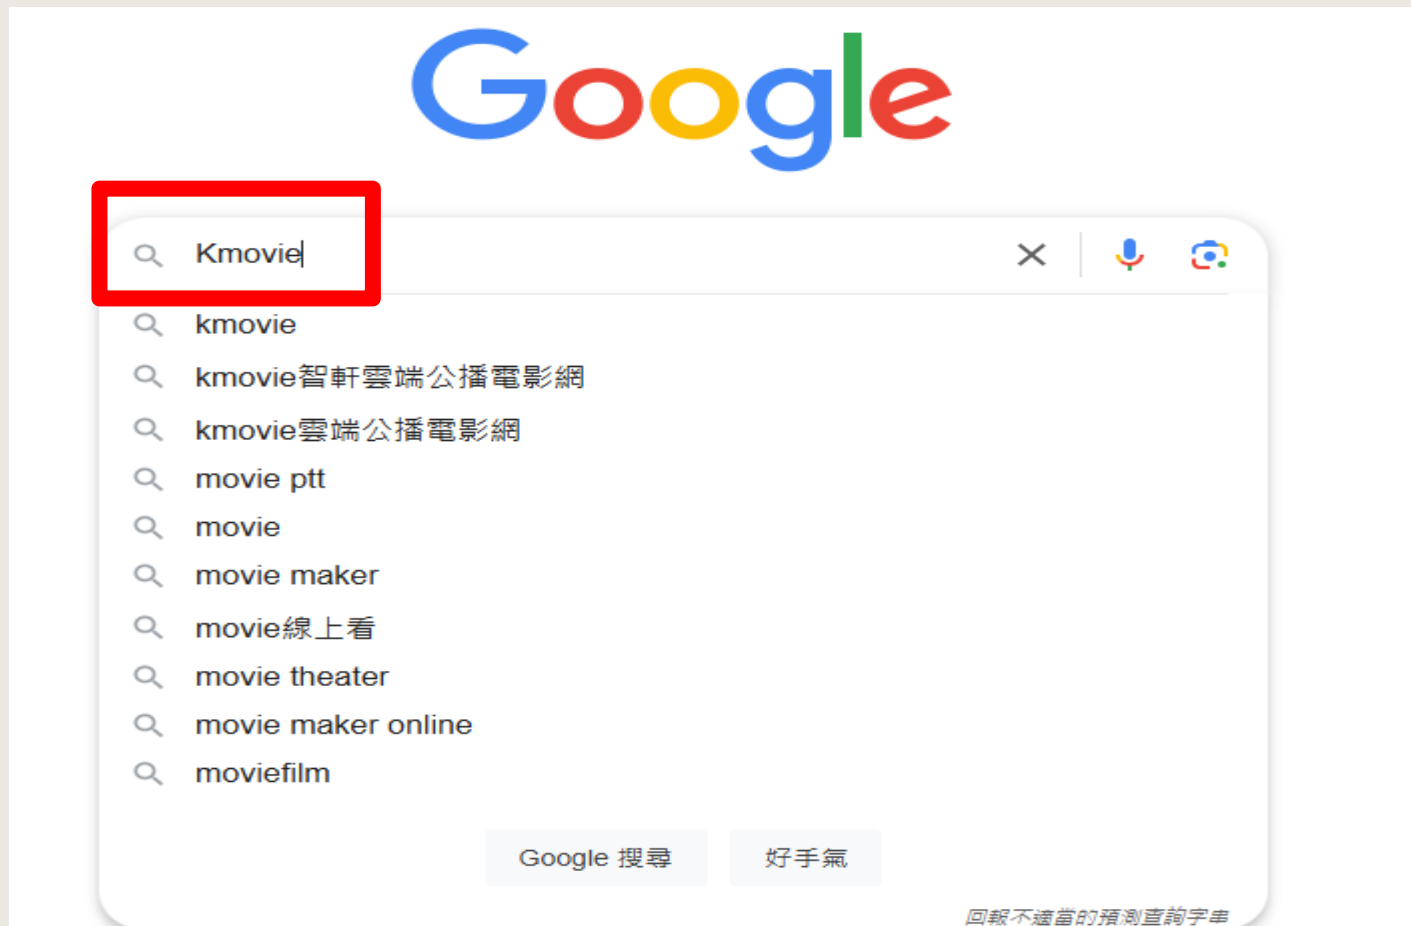 Google
Kmovie
kmovie
kmovie智軒雲端公播電影網
kmovie雲端公播電影網
movie ptt
movie
movie maker
movie線上看
movie theater
movie maker online
moviefilm
Google 搜尋
好手氣
回報不適當的預測查詢字串